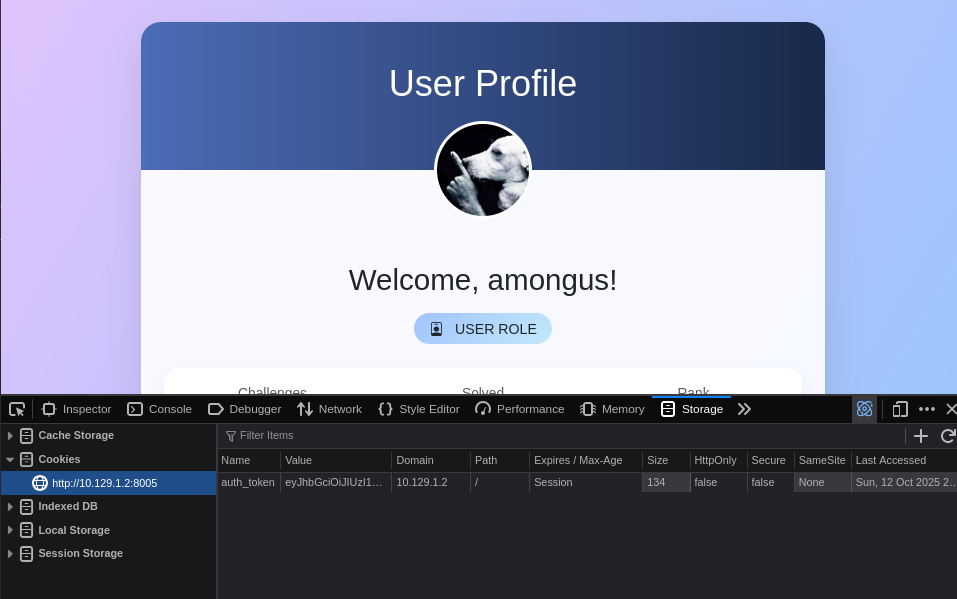 User Profile
Welcome, amongus!
USER ROLE
Challenges Solved Rank
Inspector Console Debugger Network Style Editor Performance Memory Storage
Cache Storage
Cookies
http://10.129.1.2:8005
Indexed DB
Local Storage
Session Storage
Filter Items
Name Value Domain Path Expires / Max-Age Size HttpOnly Secure SameSite Last Accessed
auth_token eyJhbGciOiJIUzI1... 10.129.1.2 / Session 134 false false None Sun, 12 Oct 2025 2...